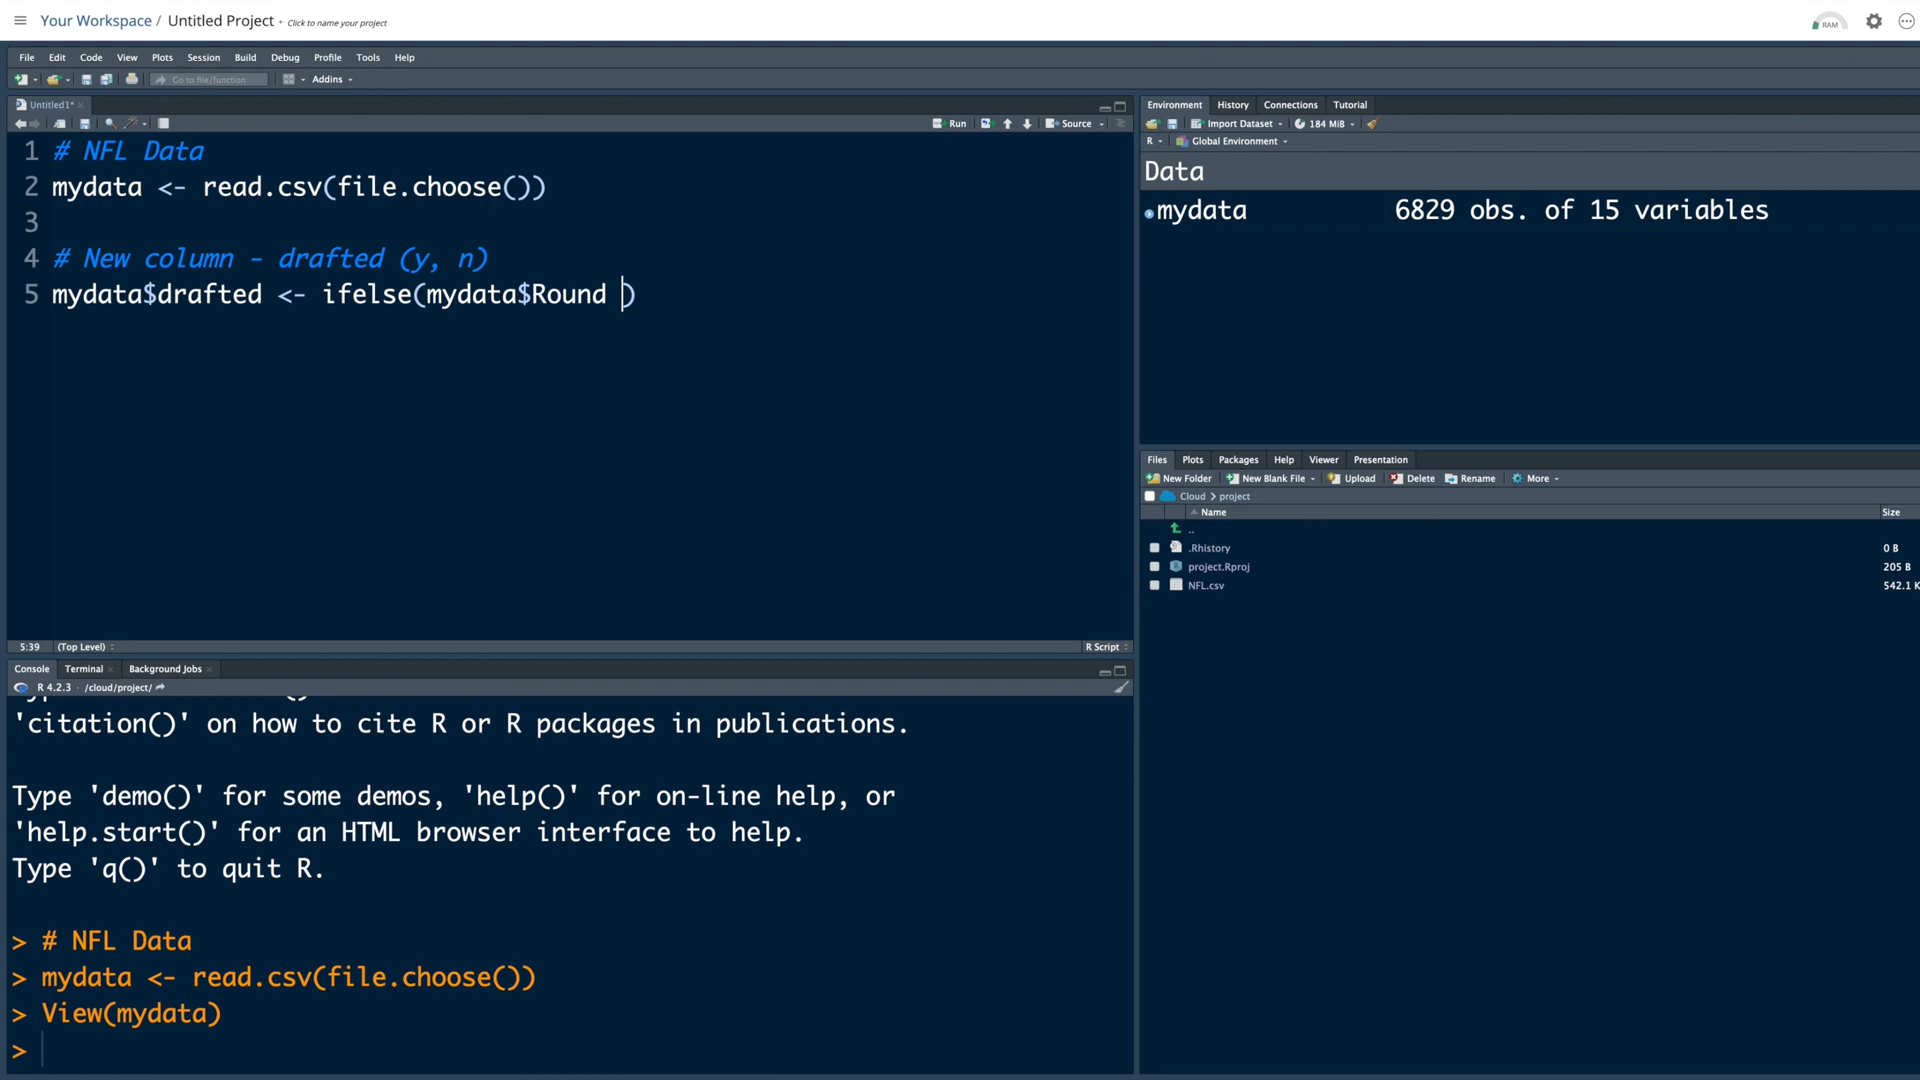 Your Workspace / Untitled Project Click to name your project
RAM
File Edit Code View Plots Session Build Debug Profile Tools Help
Go to file/function Addins
Untitled1*
Run Source
1 # NFL Data
2 mydata <- read.csv(file.choose())
3
4 # New column - drafted (y, n)
5 mydata$drafted <- ifelse(mydata$Round )
5:39 (Top Level) R Script
Console Terminal Background Jobs
R 4.2.3 · /cloud/project/
'citation()' on how to cite R or R packages in publications.
Type 'demo()' for some demos, 'help()' for on-line help, or
'help.start()' for an HTML browser interface to help.
Type 'q()' to quit R.
> # NFL Data
> mydata <- read.csv(file.choose())
> View(mydata)
>
Environment History Connections Tutorial
Import Dataset 184 MiB
R Global Environment
Data
mydata 6829 obs. of 15 variables
Files Plots Packages Help Viewer Presentation
New Folder New Blank File Upload Delete Rename More
Cloud > project
Name Size
..
.Rhistory 0 B
project.Rproj 205 B
NFL.csv 542.1 K